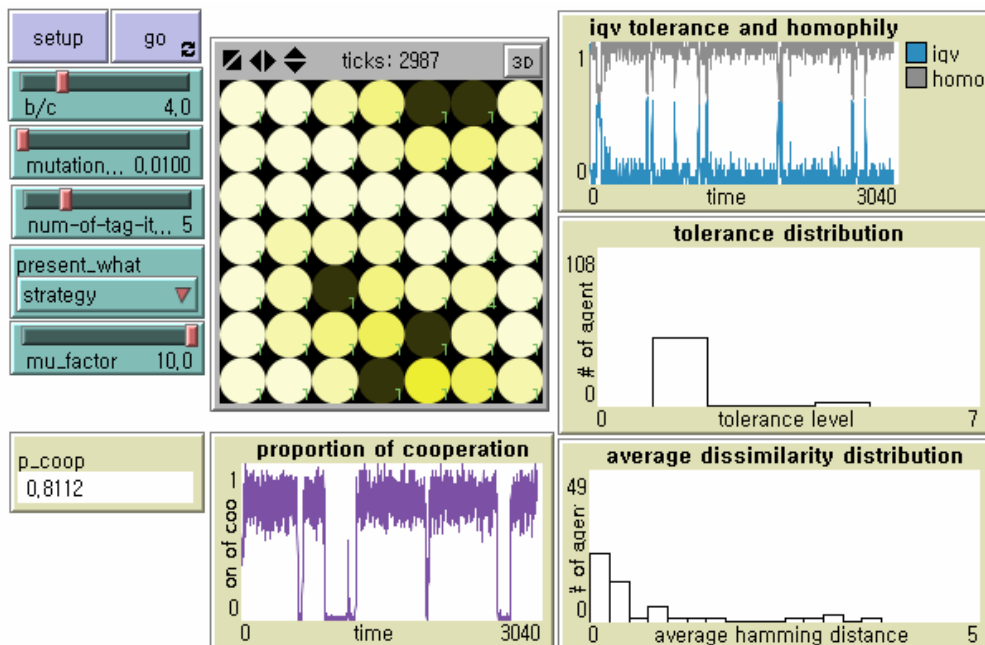 setup
go
b/c 4,0
mutation,,, 0,0100
num-of-tag-it,,, 5
present_what
strategy
mu_factor 10,0
p_coop
0,8112
ticks: 2987
3D
proportion of cooperation
1
on of coo
0
0 time 3040
iqv tolerance and homophily
1
iqv
homo
0
0 time 3040
tolerance distribution
108
# of agent
0
0 tolerance level 7
average dissimilarity distribution
49
# of agent
0
0 average hamming distance 5